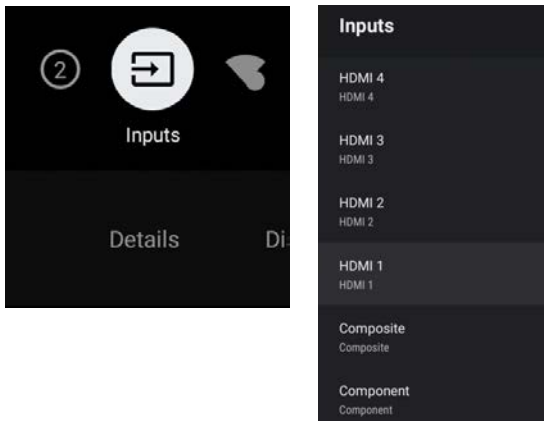 2
Inputs
Details
Di
Inputs
HDMI 4
HDMI 4
HDMI 3
HDMI 3
HDMI 2
HDMI 2
HDMI 1
HDMI 1
Composite
Composite
Component
Component